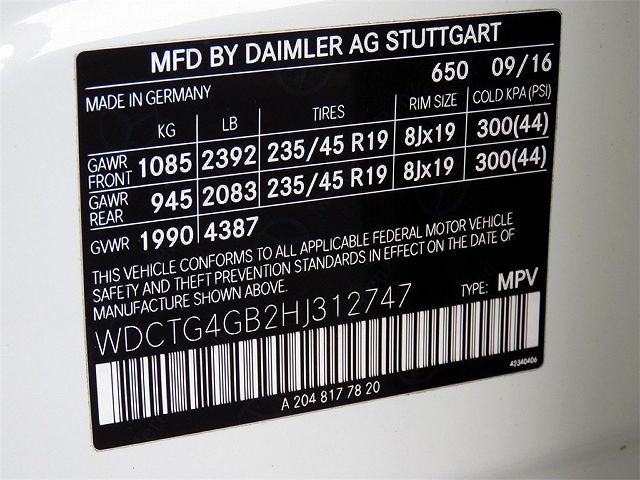 MFD BY DAIMLER AG STUTTGART
650 09/16
MADE IN GERMANY
KG LB TIRES RIM SIZE COLD KPA (PSI)
GAWR FRONT 1085 2392 235/45 R19 8Jx19 300(44)
GAWR REAR 945 2083 235/45 R19 8Jx19 300(44)
GVWR 1990 4387
THIS VEHICLE CONFORMS TO ALL APPLICABLE FEDERAL MOTOR VEHICLE
SAFETY AND THEFT PREVENTION STANDARDS IN EFFECT ON THE DATE OF
MANUFACTURE SHOWN ABOVE.
TYPE: MPV
WDCTG4GB2HJ312747
42340406
A 204 817 78 20